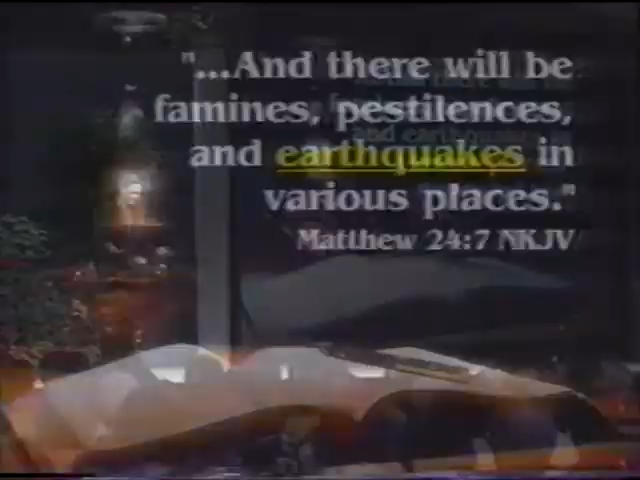 "...And there will be
famines, pestilences,
and earthquakes in
various places."
Matthew 24:7 NKJV